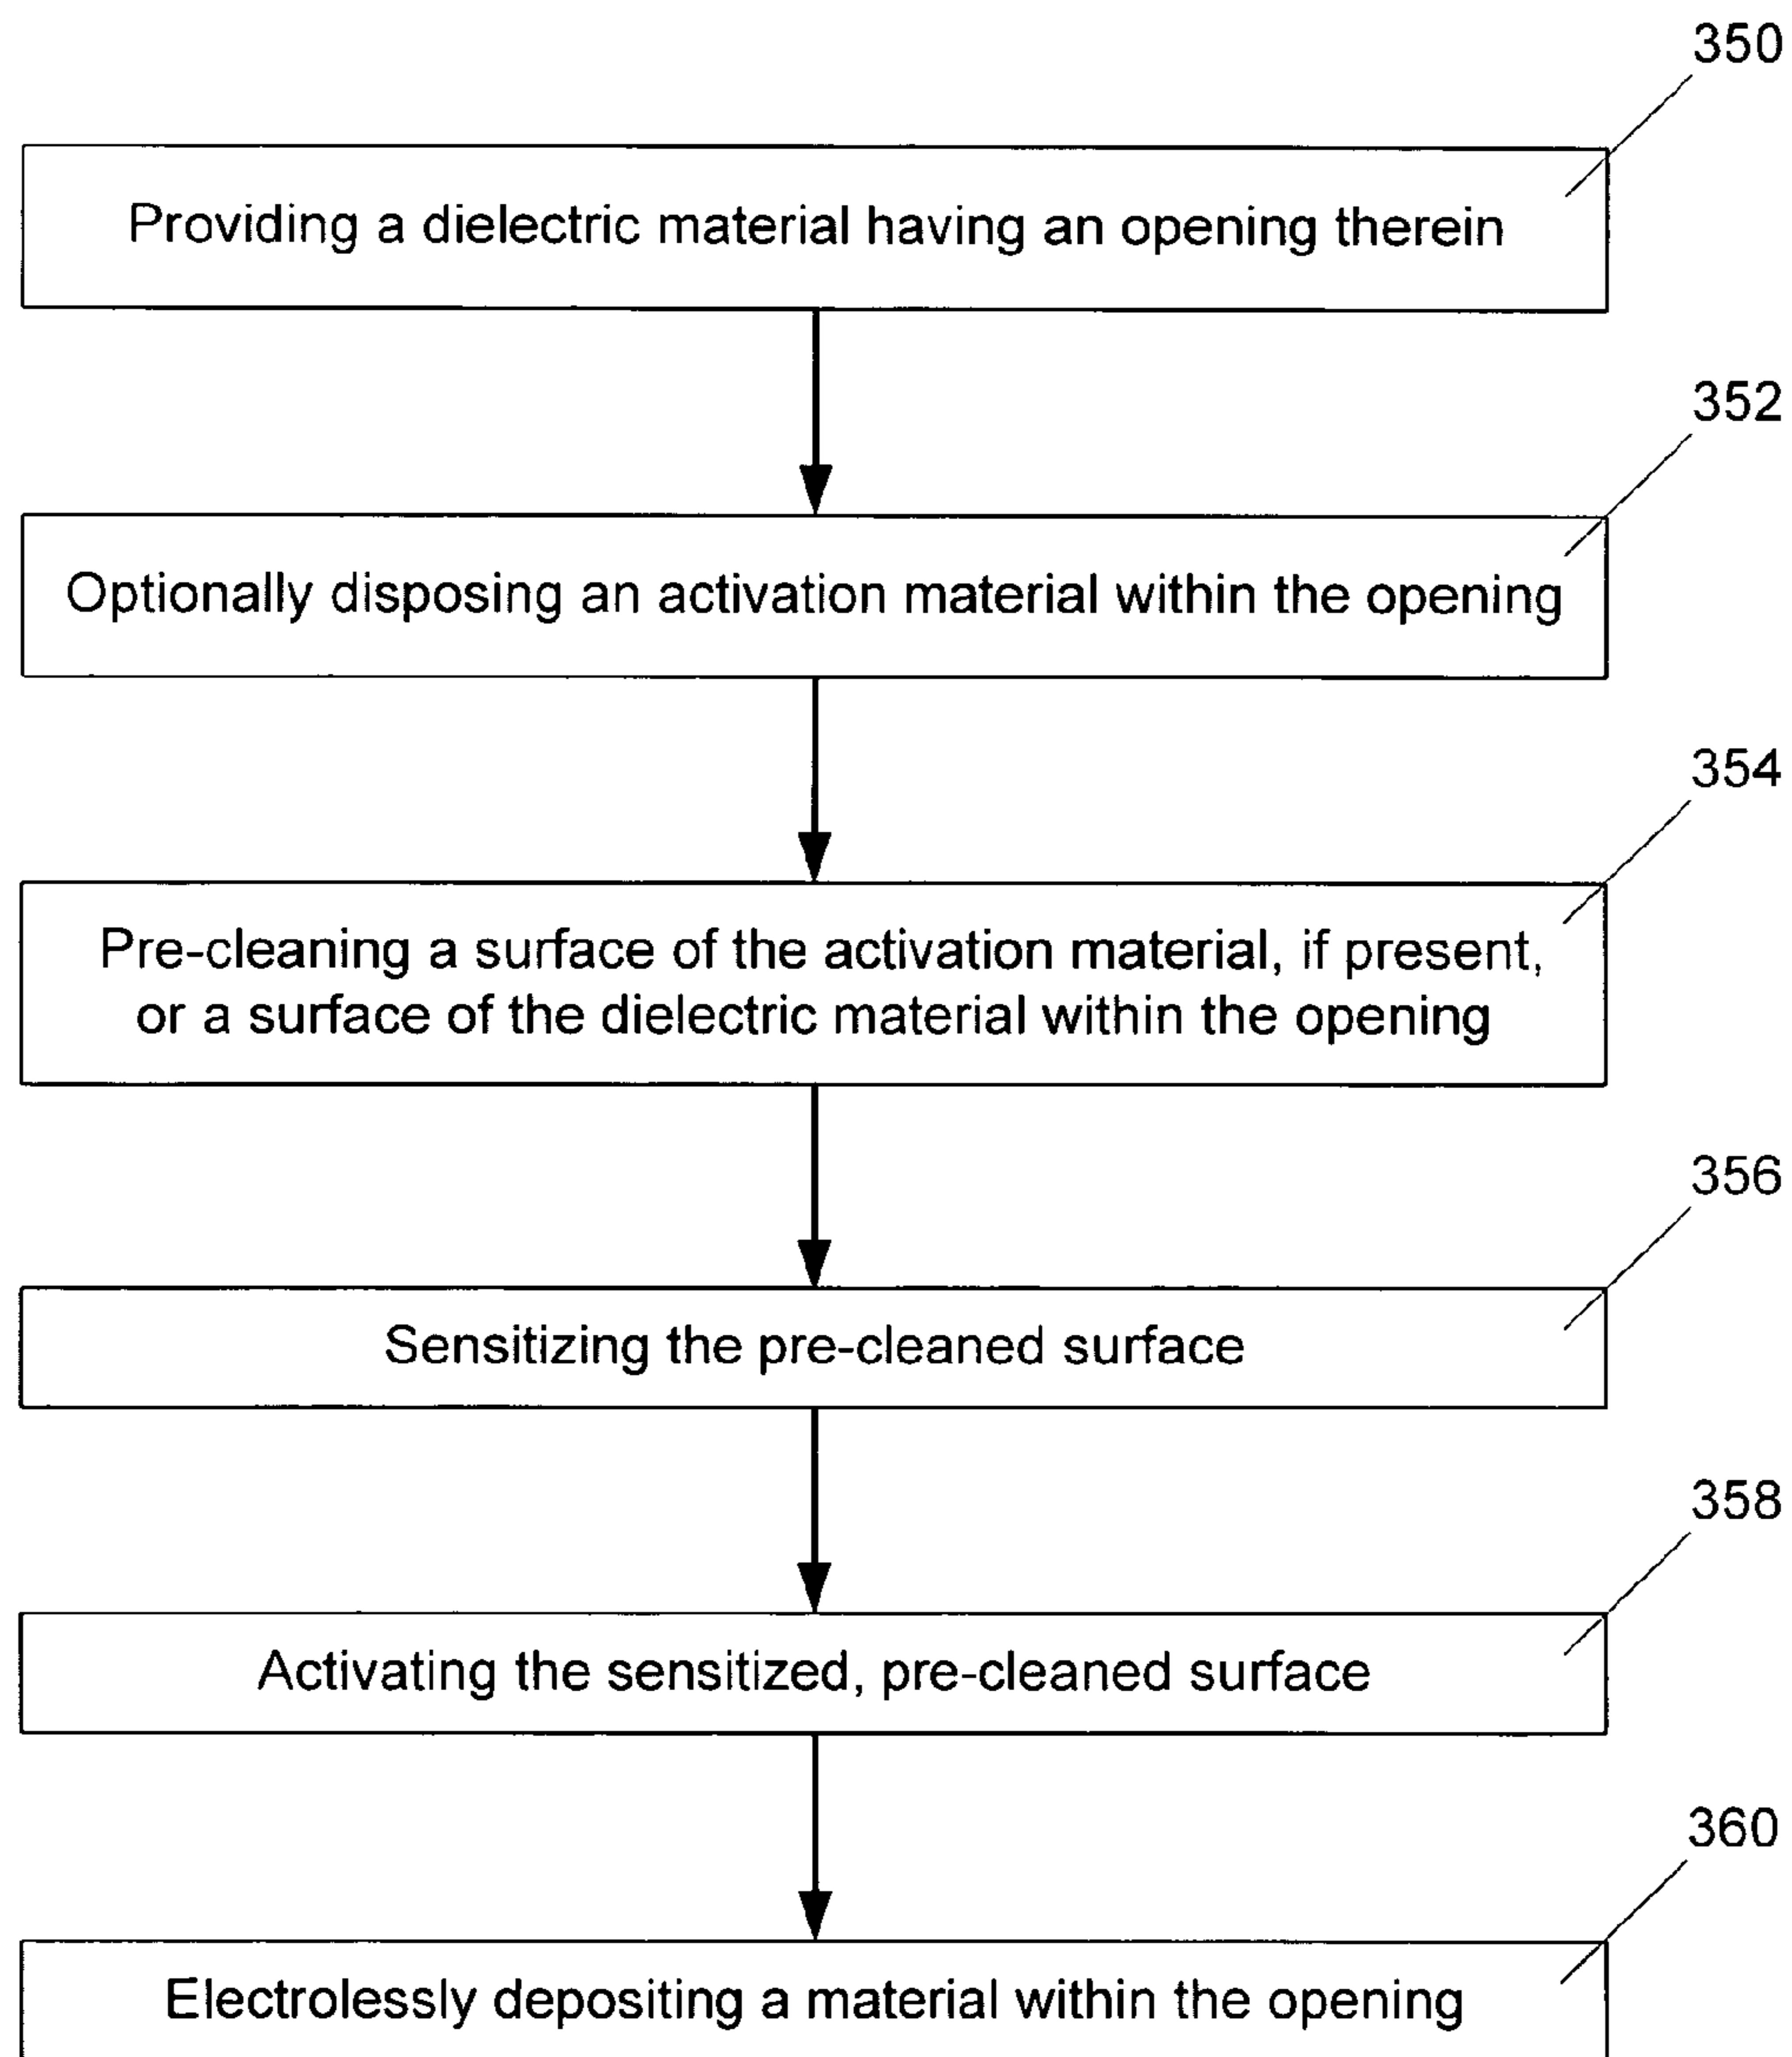 350
Providing a dielectric material having an opening therein
352
Optionally disposing an activation material within the opening
354
Pre-cleaning a surface of the activation material, if present,
or a surface of the dielectric material within the opening
356
Sensitizing the pre-cleaned surface
358
Activating the sensitized, pre-cleaned surface
360
Electrolessly depositing a material within the opening